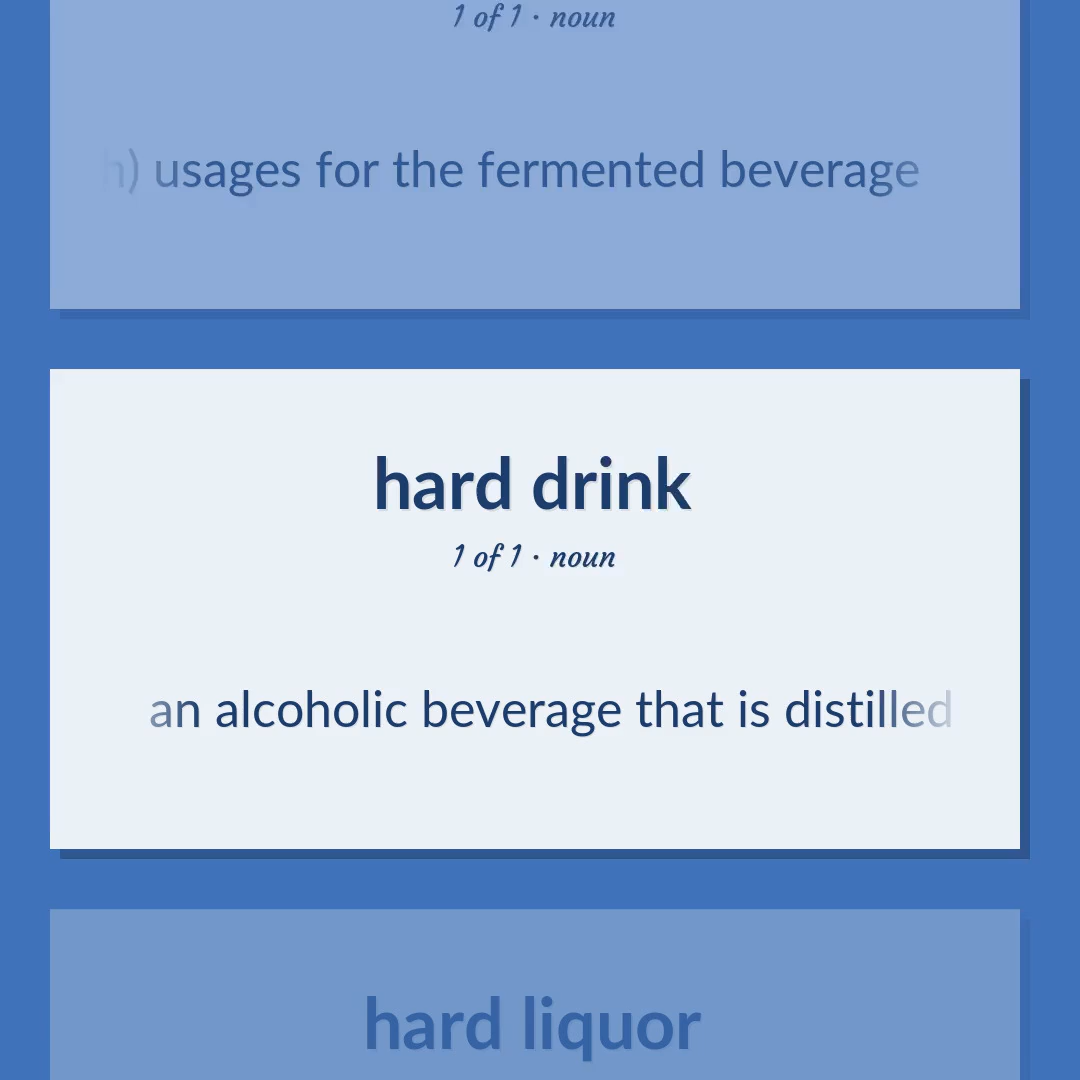 1 of 1 · noun
h) usages for the fermented beverage
hard drink
1 of 1 · noun
an alcoholic beverage that is distilled
hard liquor